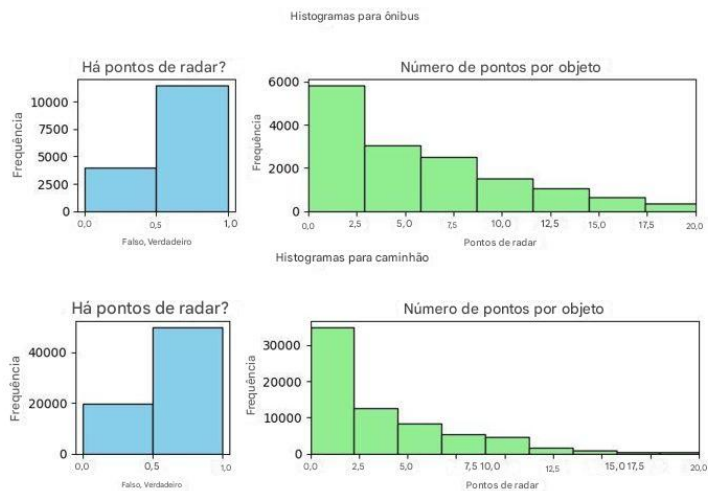 Histogramas para ônibus
Há pontos de radar?
Número de pontos por objeto
Frequência
10000
7500
5000
2500
0
0,0
0,5
1,0
Falso, Verdadeiro
Frequência
6000
4000
2000
0
0,0
2,5
5,0
7,5
10,0
12,5
15,0
17,5
20,0
Pontos de radar
Histogramas para caminhão
Há pontos de radar?
Número de pontos por objeto
Frequência
40000
20000
0
0,0
0,5
1,0
Falso, Verdadeiro
Frequência
30000
20000
10000
0
0,0
2,5
5,0
7,5
10,0
12,5
15,0
17,5
20,0
Pontos de radar